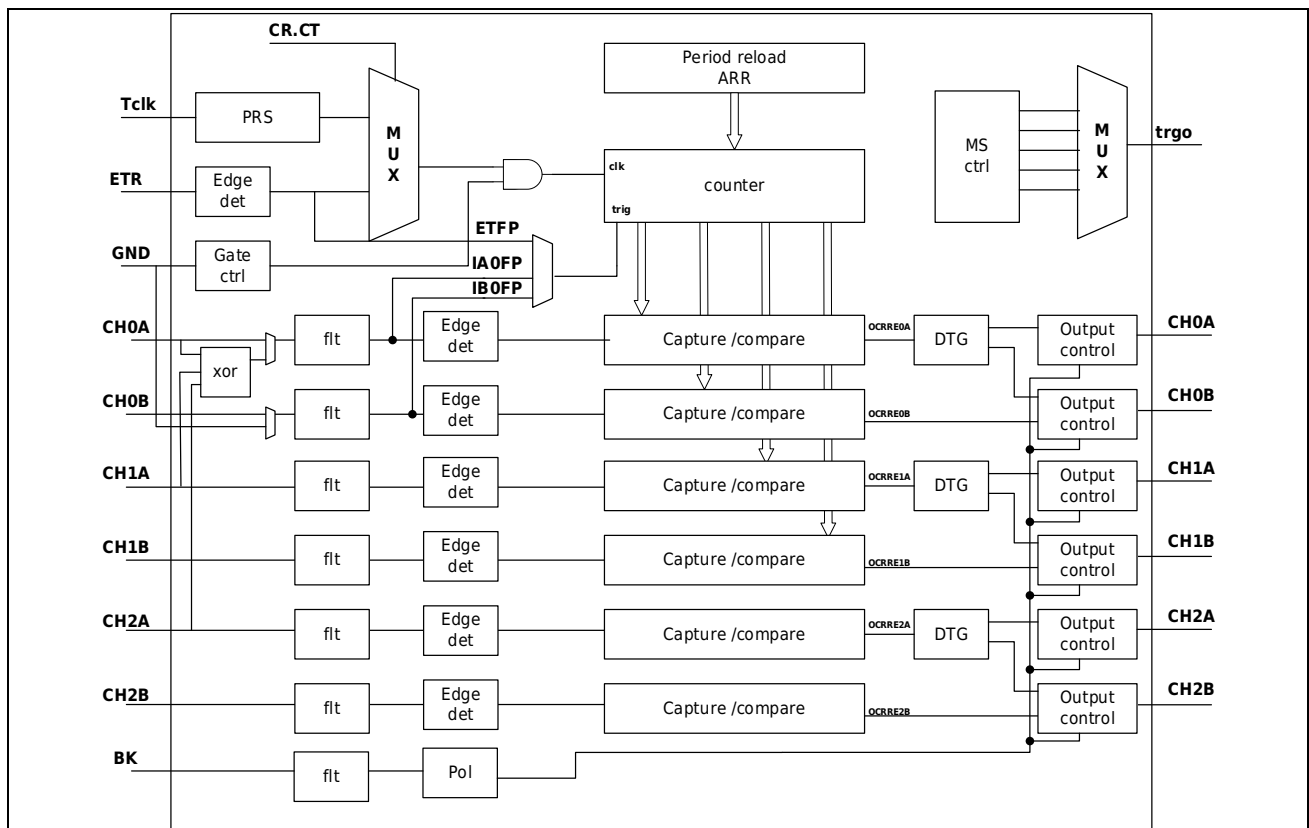 CR.CT
Period reload
ARR
Tclk
PRS
M
U
X
MS
ctrl
M
U
X
trgo
ETR
Edge
det
clk
counter
trig
GND
Gate
ctrl
ETFP
IA0FP
IB0FP
CH0A
flt
Edge
det
Capture /compare
OCRRE0A
DTG
Output
control
CH0A
xor
CH0B
flt
Edge
det
Capture /compare
OCRRE0B
Output
control
CH0B
CH1A
flt
Edge
det
Capture /compare
OCRRE1A
DTG
Output
control
CH1A
CH1B
flt
Edge
det
Capture /compare
OCRRE1B
Output
control
CH1B
CH2A
flt
Edge
det
Capture /compare
OCRRE2A
DTG
Output
control
CH2A
CH2B
flt
Edge
det
Capture /compare
OCRRE2B
Output
control
CH2B
BK
flt
Pol